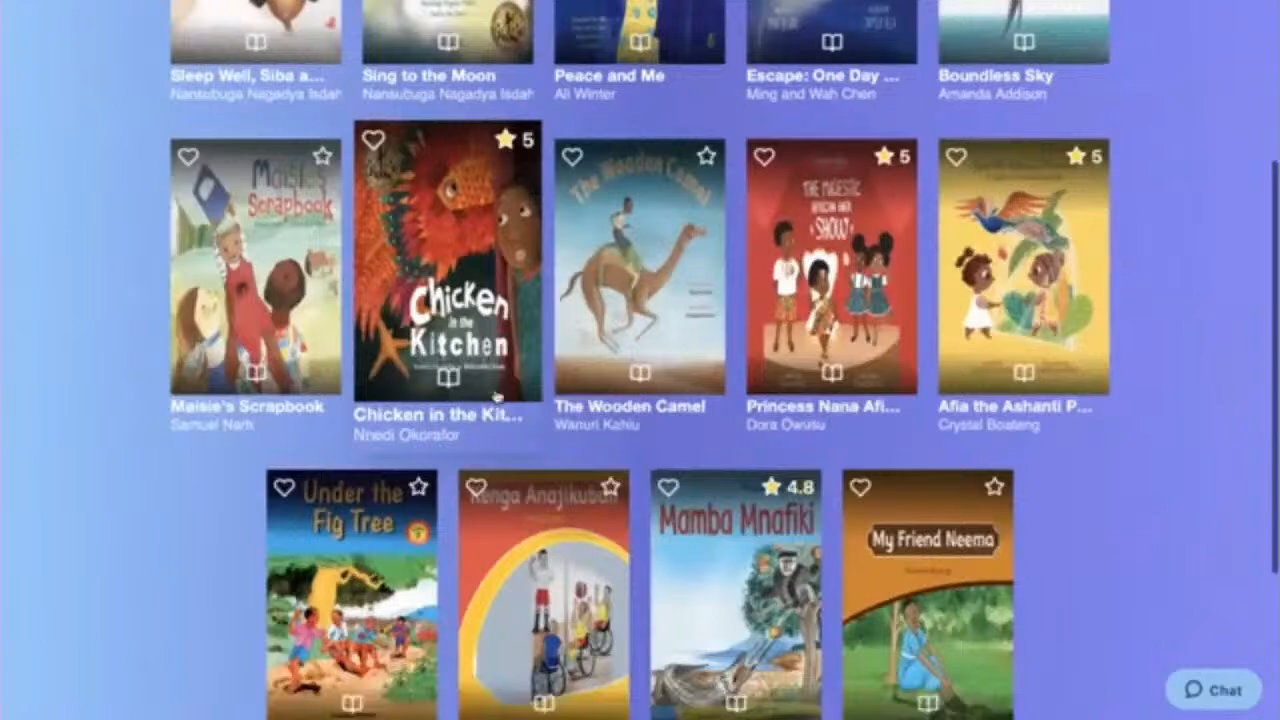 Sleep Well, Siba a...
Nansubuga Nagadya Isdahl
Sing to the Moon
Nansubuga Nagadya Isdahl
Peace and Me
Ali Winter
Escape: One Day ...
Ming and Wah Chen
Boundless Sky
Amanda Addison
Maisie's
Scrapbook
Maisie's Scrapbook
Samuel Narh
5
Chicken
in the
Kitchen
Chicken in the Kit...
Nnedi Okorafor
The Wooden Camel
The Wooden Camel
Wanuri Kahiu
5
THE MAJESTIC
AFRICAN HAIR
SHOW
Princess Nana Afi...
Dora Owusu
5
Afia the Ashanti P...
Crystal Boateng
Under the
Fig Tree
Renga Anajikubali
4.8
Mamba Mnafiki
My Friend Neema
Chat